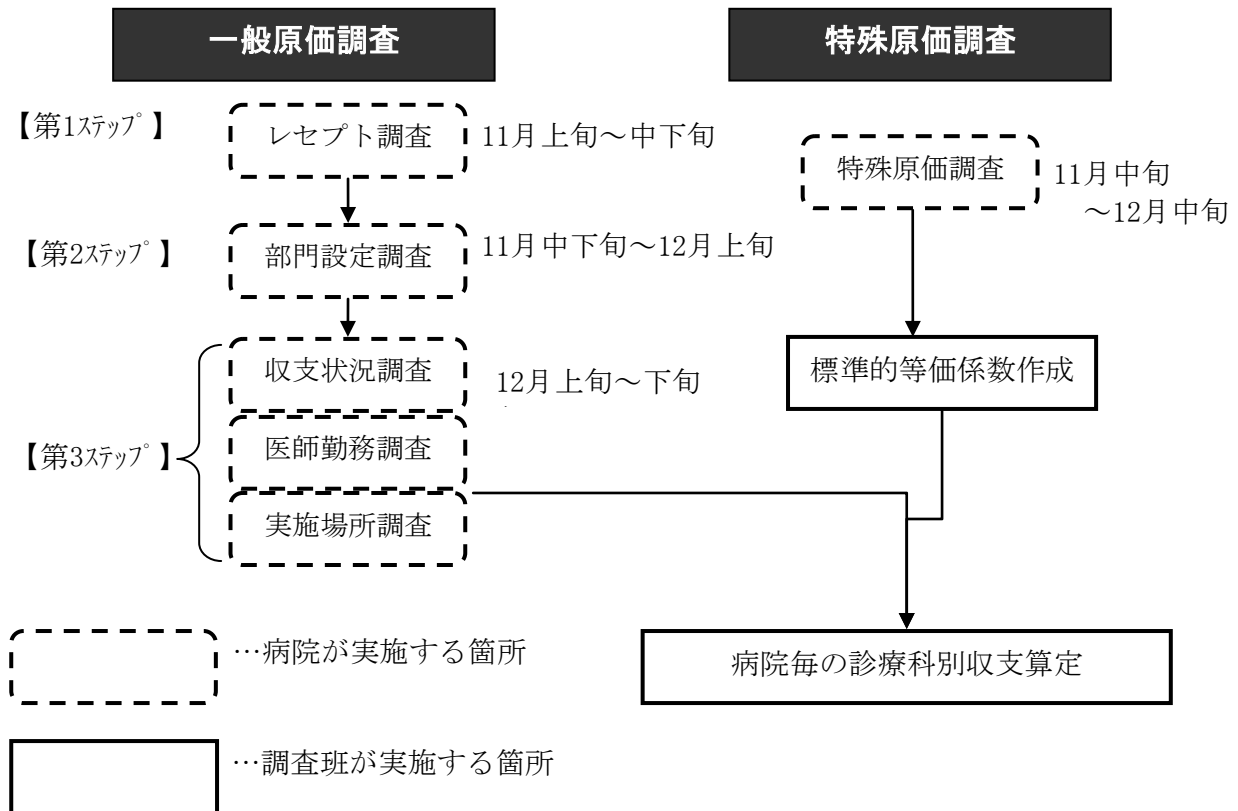 一般原価調査
特殊原価調査
【第1ステップ】
レセプト調査
11月上旬～中下旬
特殊原価調査
11月中旬
～12月中旬
【第2ステップ】
部門設定調査
11月中下旬～12月上旬
収支状況調査
12月上旬～下旬
標準的等価係数作成
【第3ステップ】
医師勤務調査
実施場所調査
…病院が実施する箇所
病院毎の診療科別収支算定
…調査班が実施する箇所